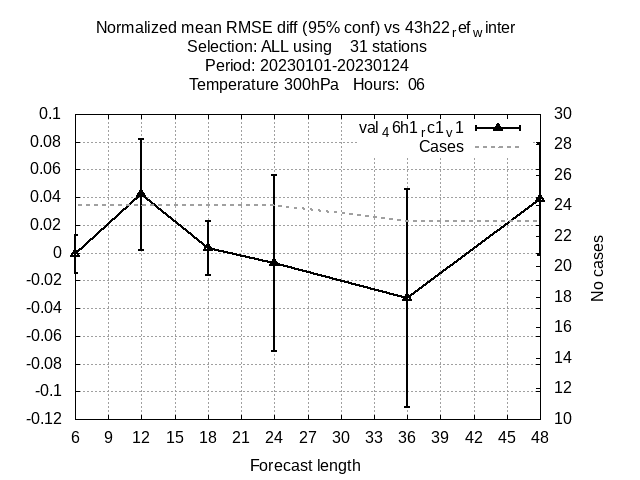 Normalized mean RMSE diff (95% conf) vs 43h22refwinter
Selection: ALL using    31 stations
Period: 20230101-20230124
Temperature 300hPa   Hours:  06
val46h1rc1v1
Cases
0.1
0.08
0.06
0.04
0.02
0
-0.02
-0.04
-0.06
-0.08
-0.1
-0.12
30
28
26
24
22
20
18
16
14
12
10
No cases
6 9 12 15 18 21 24 27 30 33 36 39 42 45 48
Forecast length